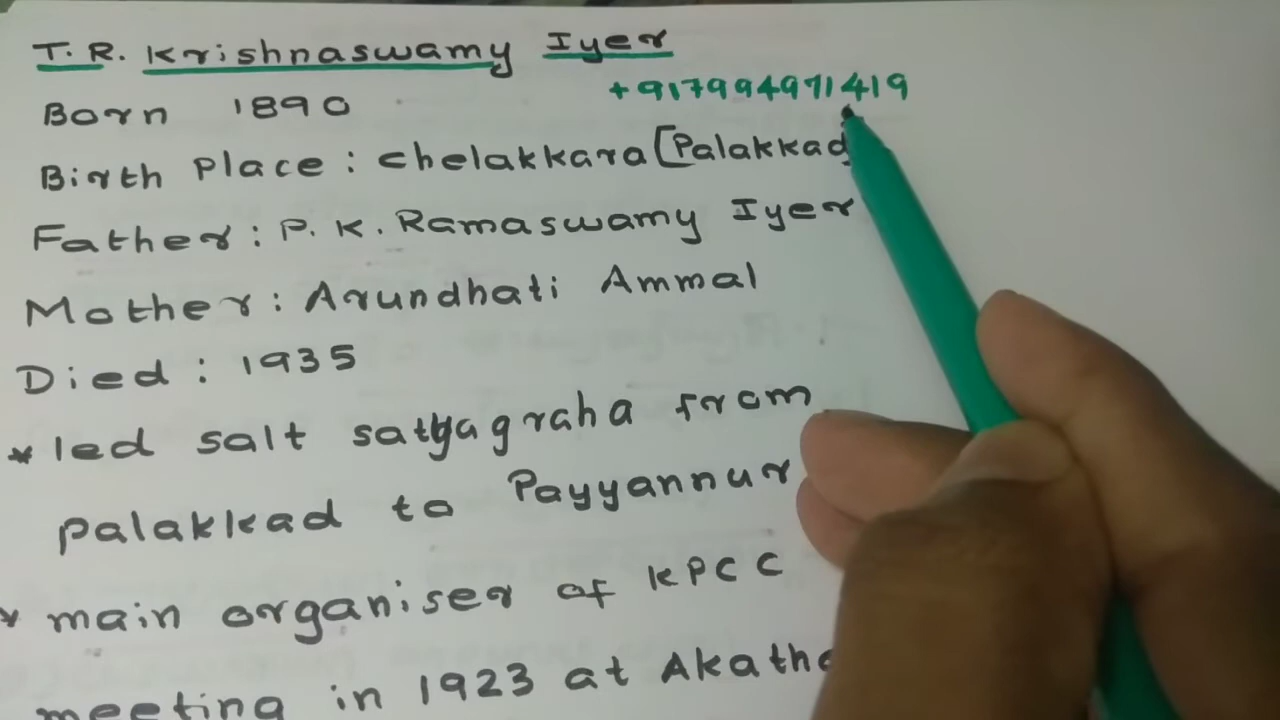 T. R. Krishnaswamy Iyer
+917994971419
Born 1890
Birth Place : Chelakkara [Palakkad
Father : P. K. Ramaswamy Iyer
Mother : Arundhati Ammal
Died : 1935
* led salt satyagraha from
Palakkad to Payyannur
* main organiser of KPCC
meeting in 1923 at